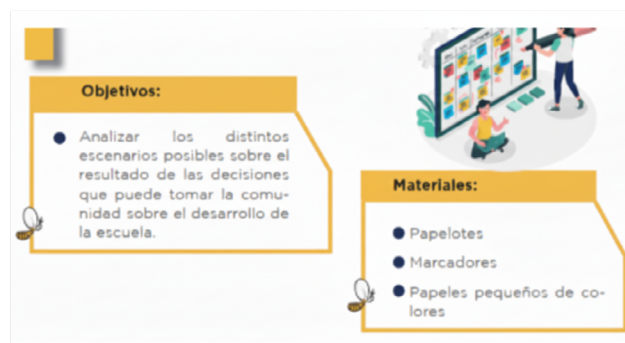 Objetivos:
Analizar los distintos
escenarios posibles sobre el
resultado de las decisiones
que puede tomar la comu-
nidad sobre el desarrollo de
la escuela.
Materiales:
Papelotes
Marcadores
Papeles pequeños de co-
lores